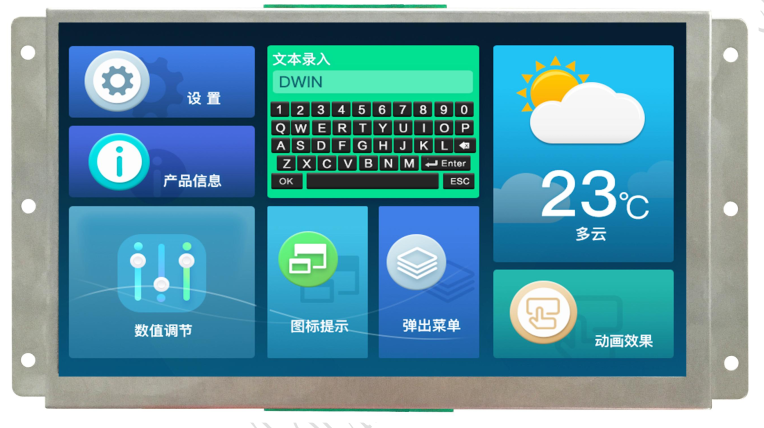 设置
产品信息
数值调节
文本录入
DWIN
1 2 3 4 5 6 7 8 9 0
Q W E R T Y U I O P
A S D F G H J K L
Z X C V B N M Enter
OK ESC
图标提示
弹出菜单
23℃
多云
动画效果